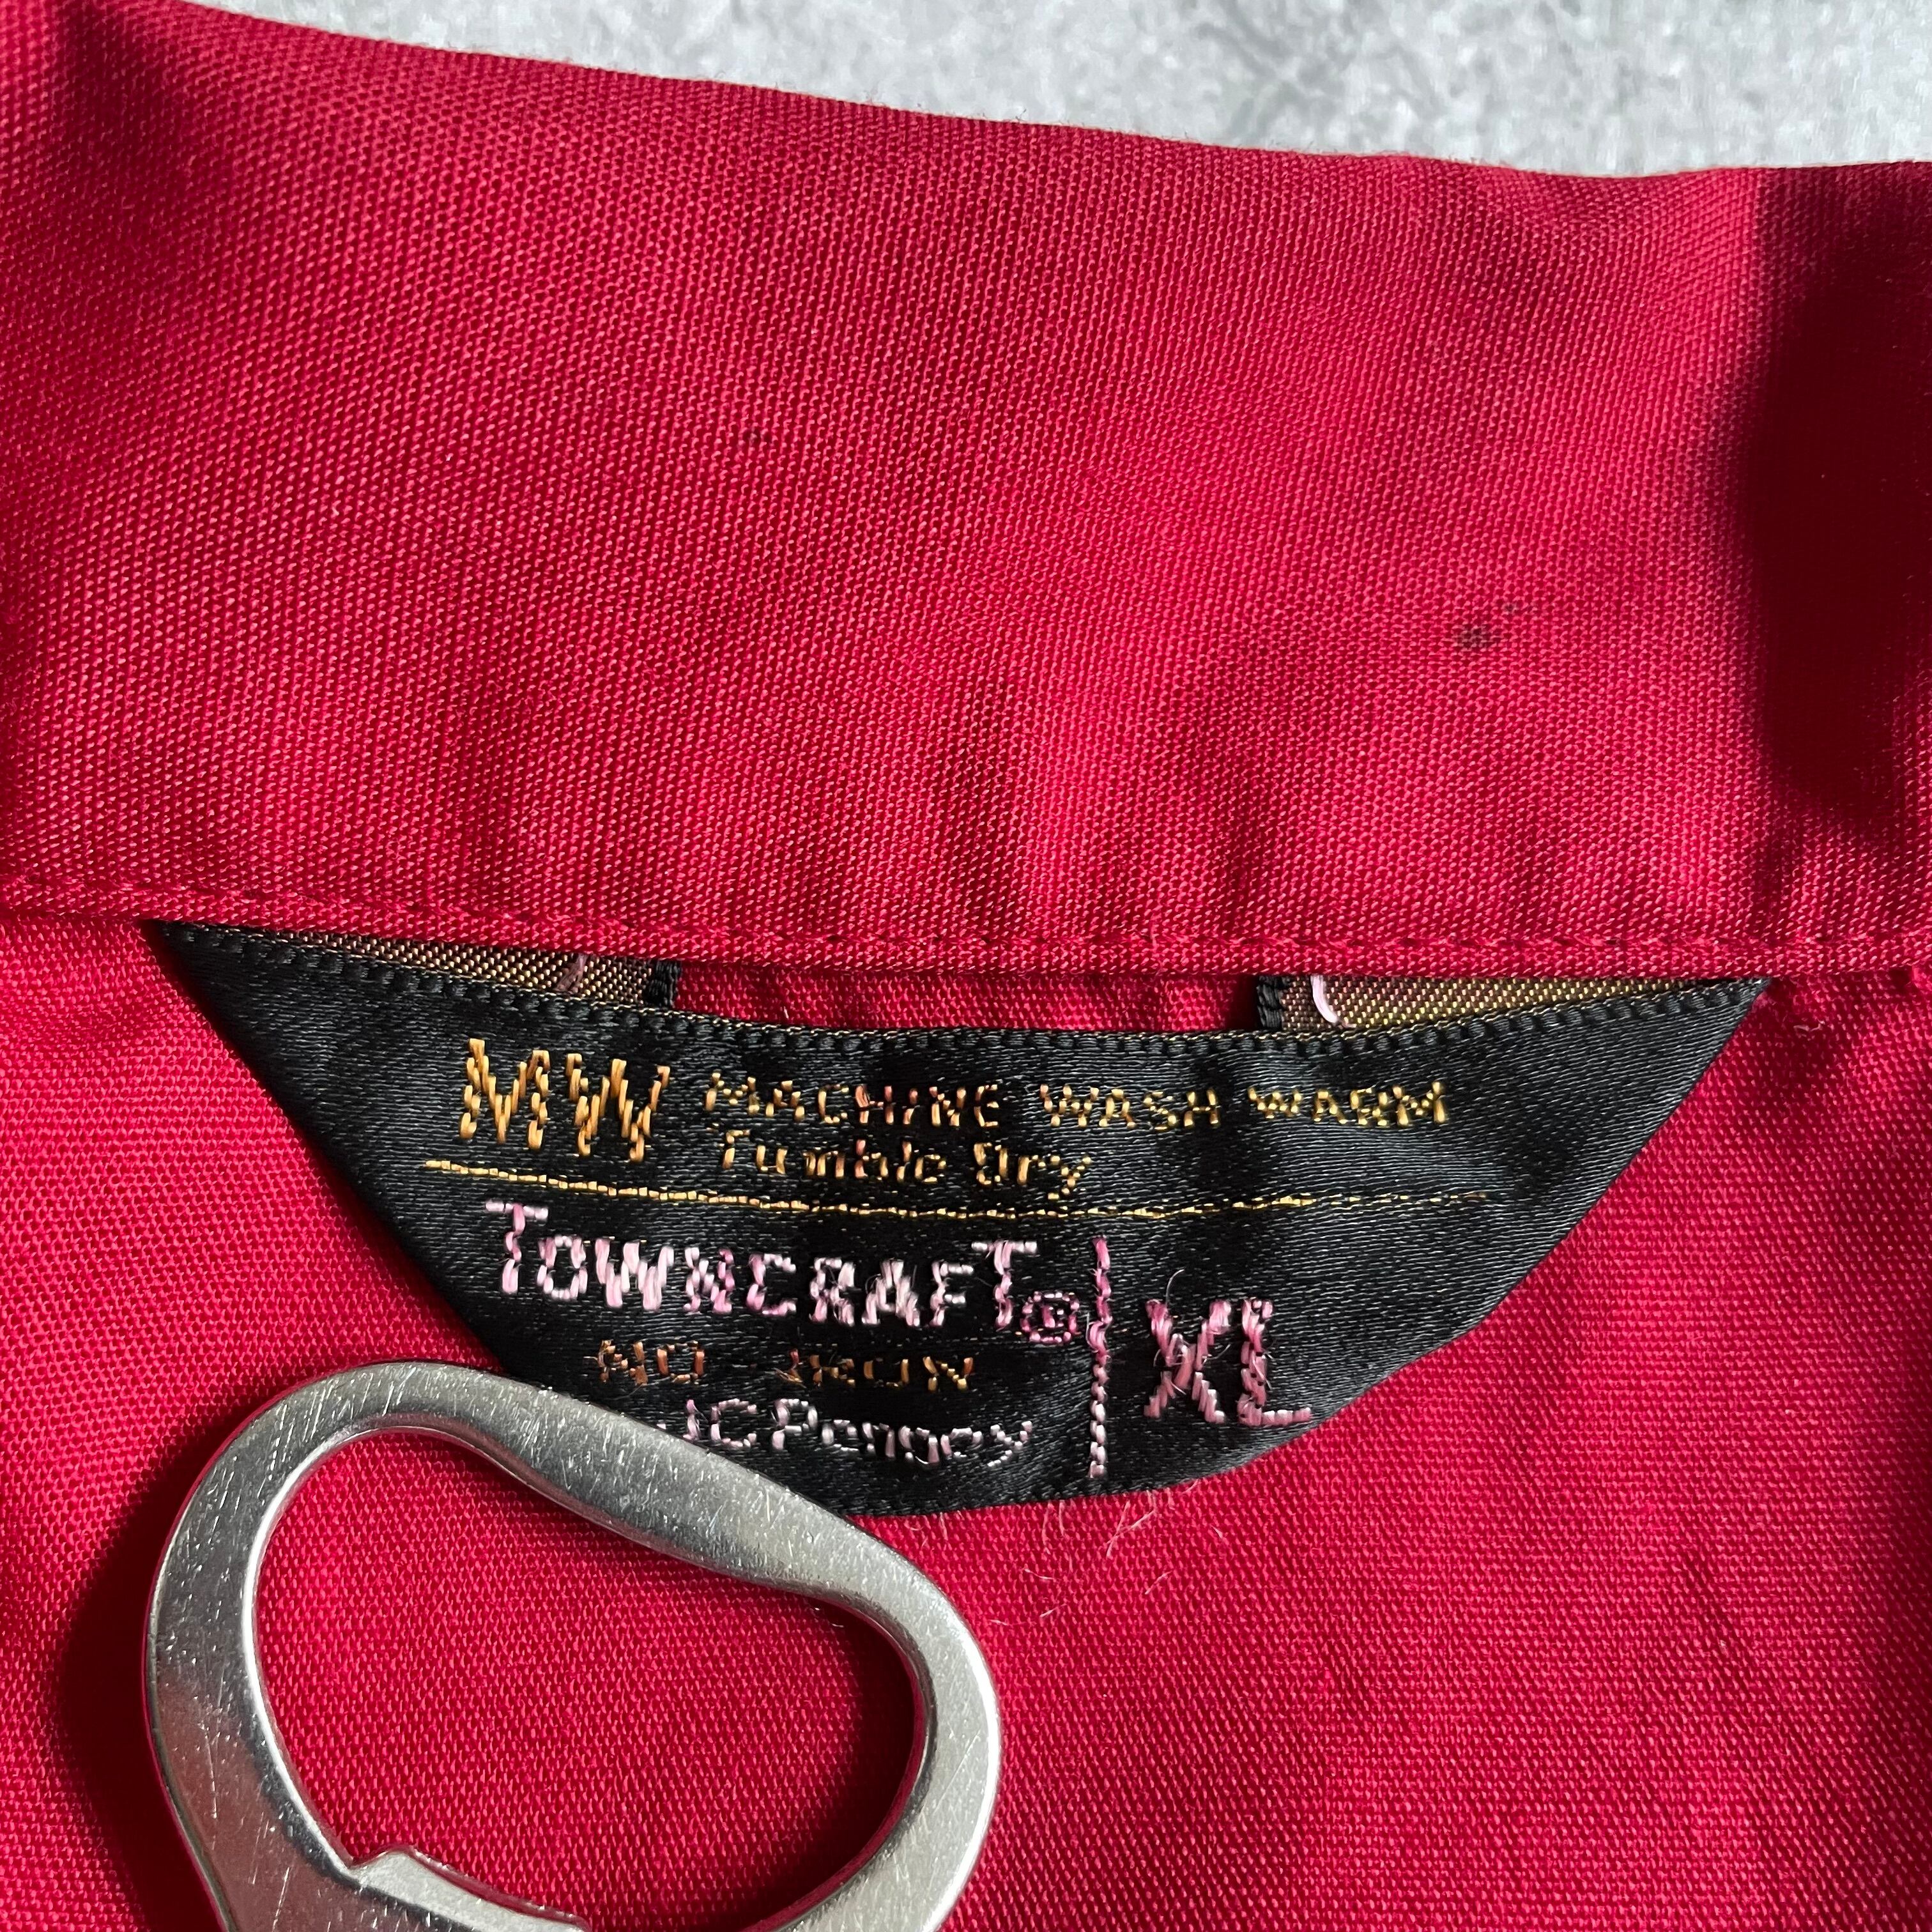 MW MACHINE WASH WARM
Tumble Dry
TOWNCRAFT® XL
NO IRON
JCPenney